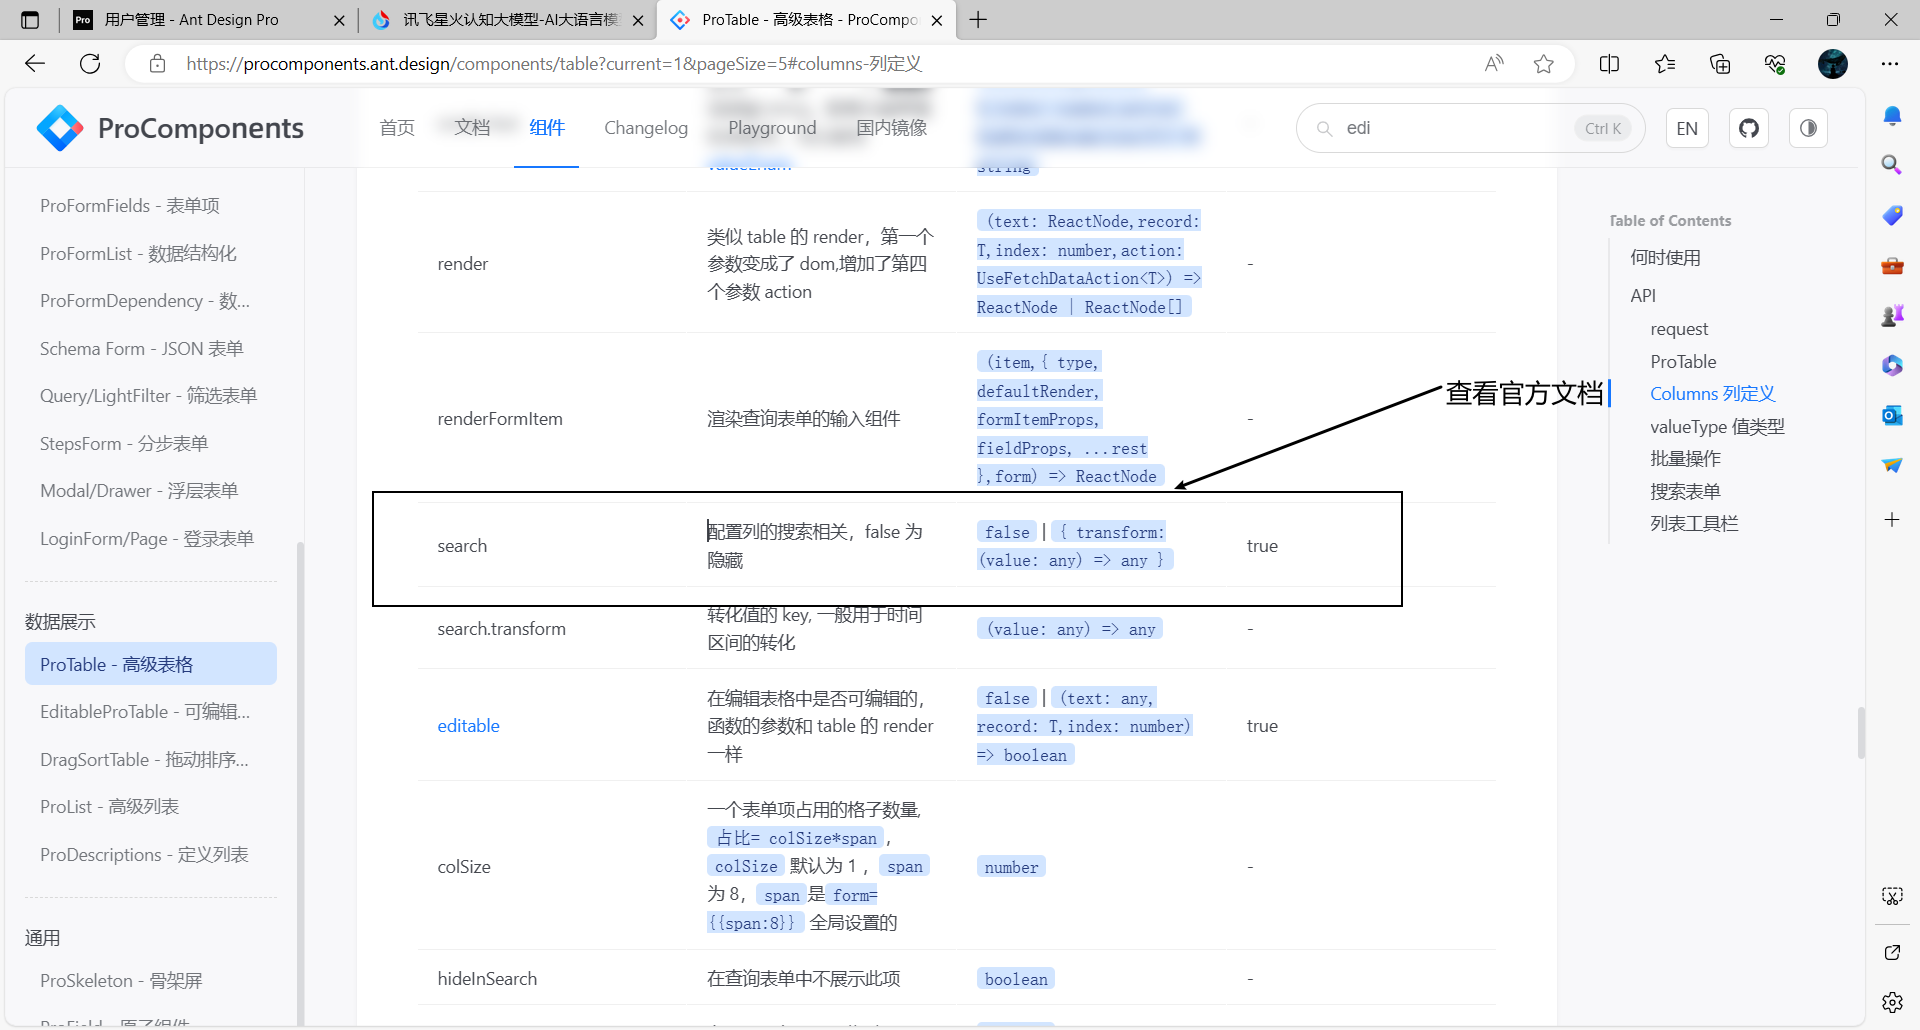 用户管理 - Ant Design Pro
讯飞星火认知大模型-AI大语言模
ProTable - 高级表格 - ProCompo
https://procomponents.ant.design/components/table?current=1&pageSize=5#columns-列定义
ProComponents
首页
文档
组件
Changelog
Playground
国内镜像
edi
Ctrl K
EN
ProFormFields - 表单项
ProFormList - 数据结构化
ProFormDependency - 数...
Schema Form - JSON 表单
Query/LightFilter - 筛选表单
StepsForm - 分步表单
Modal/Drawer - 浮层表单
LoginForm/Page - 登录表单
数据展示
ProTable - 高级表格
EditableProTable - 可编辑...
DragSortTable - 拖动排序...
ProList - 高级列表
ProDescriptions - 定义列表
通用
ProSkeleton - 骨架屏
ProField - 原子组件
valueEnum
string
render
类似 table 的 render，第一个
参数变成了 dom,增加了第四
个参数 action
(text: ReactNode,record:
T,index: number,action:
UseFetchDataAction<T>) =>
ReactNode | ReactNode[]
-
renderFormItem
渲染查询表单的输入组件
(item,{ type,
defaultRender,
formItemProps,
fieldProps, ...rest
},form) => ReactNode
-
查看官方文档
search
配置列的搜索相关，false 为
隐藏
false | { transform:
(value: any) => any }
true
search.transform
转化值的 key, 一般用于时间
区间的转化
(value: any) => any
-
editable
在编辑表格中是否可编辑的，
函数的参数和 table 的 render
一样
false | (text: any,
record: T,index: number)
=> boolean
true
colSize
一个表单项占用的格子数量,
占比= colSize*span，
colSize 默认为 1 ，span
为 8，span 是 form=
{{span:8}} 全局设置的
number
-
hideInSearch
在查询表单中不展示此项
boolean
-
Table of Contents
何时使用
API
request
ProTable
Columns 列定义
valueType 值类型
批量操作
搜索表单
列表工具栏